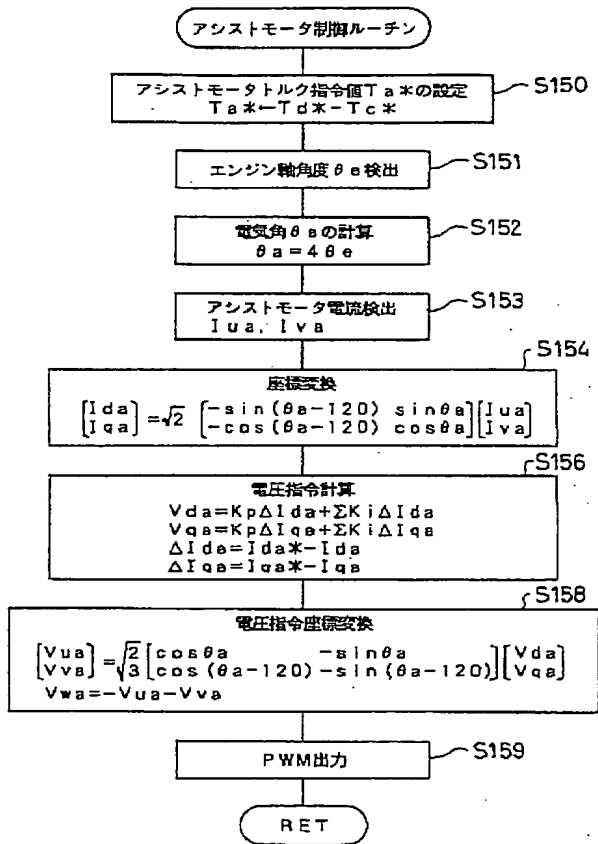 アシストモータ制御ルーチン
アシストモータトルク指令値Ta*の設定
Ta*←Td*-Tc*
S150
エンジン軸角度θe検出
S151
電気角θaの計算
θa=4θe
S152
アシストモータ電流検出
Iua, Iva
S153
S154
座標変換
[Ida] =√2 [-sin(θa-120) sinθa][Iua]
[Iqa] [-cos(θa-120) cosθa][Iva]
S156
電圧指令計算
Vda=KpΔIda+ΣKiΔIda
Vqa=KpΔIqa+ΣKiΔIqa
ΔIda=Ida*-Ida
ΔIqa=Iqa*-Iqa
S158
電圧指令座標変換
[Vua] =√2 [cosθa -sinθa][Vda]
[Vva] √3 [cos(θa-120) -sin(θa-120)][Vqa]
Vwa=-Vua-Vva
PWM出力
S159
RET